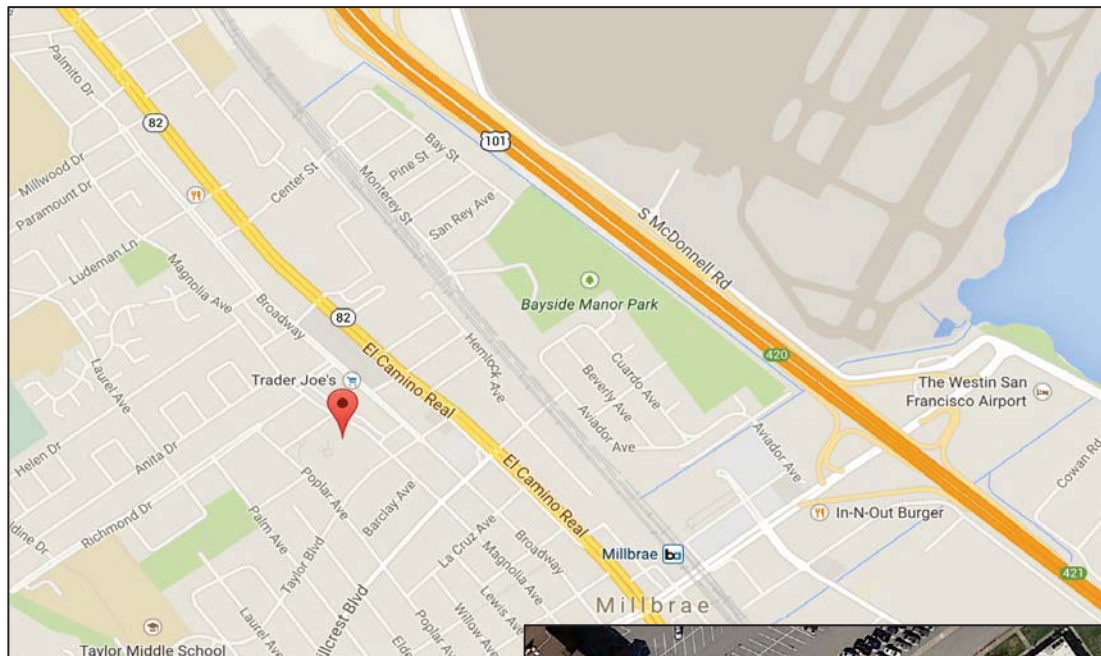 Palmito Dr
82
Millwood Dr
Paramount Dr
Ludeman Ln
Center St
Monterey St
Bay St
Pine St
San Rey Ave
101
S McDonnell Rd
Bayside Manor Park
Magnolia Ave
Broadway
82
El Camino Real
Hemlock Ave
420
Trader Joe's
Laurel Ave
Cuardo Ave
Beverly Ave
Aviador Ave
Aviador Ave
The Westin San
Francisco Airport
Cowan Rd
Helen Dr
Anita Dr
Richmond Dr
Poplar Ave
Barclay Ave
El Camino Real
In-N-Out Burger
Palm Ave
Taylor Blvd
La Cruz Ave
Broadway
Magnolia Ave
Millbrae
421
dine Dr
llcrest Blvd
Lewis Ave
Willow Ave
Poplar Ave
Elde
Laurel Ave
Millbrae
Taylor Middle School